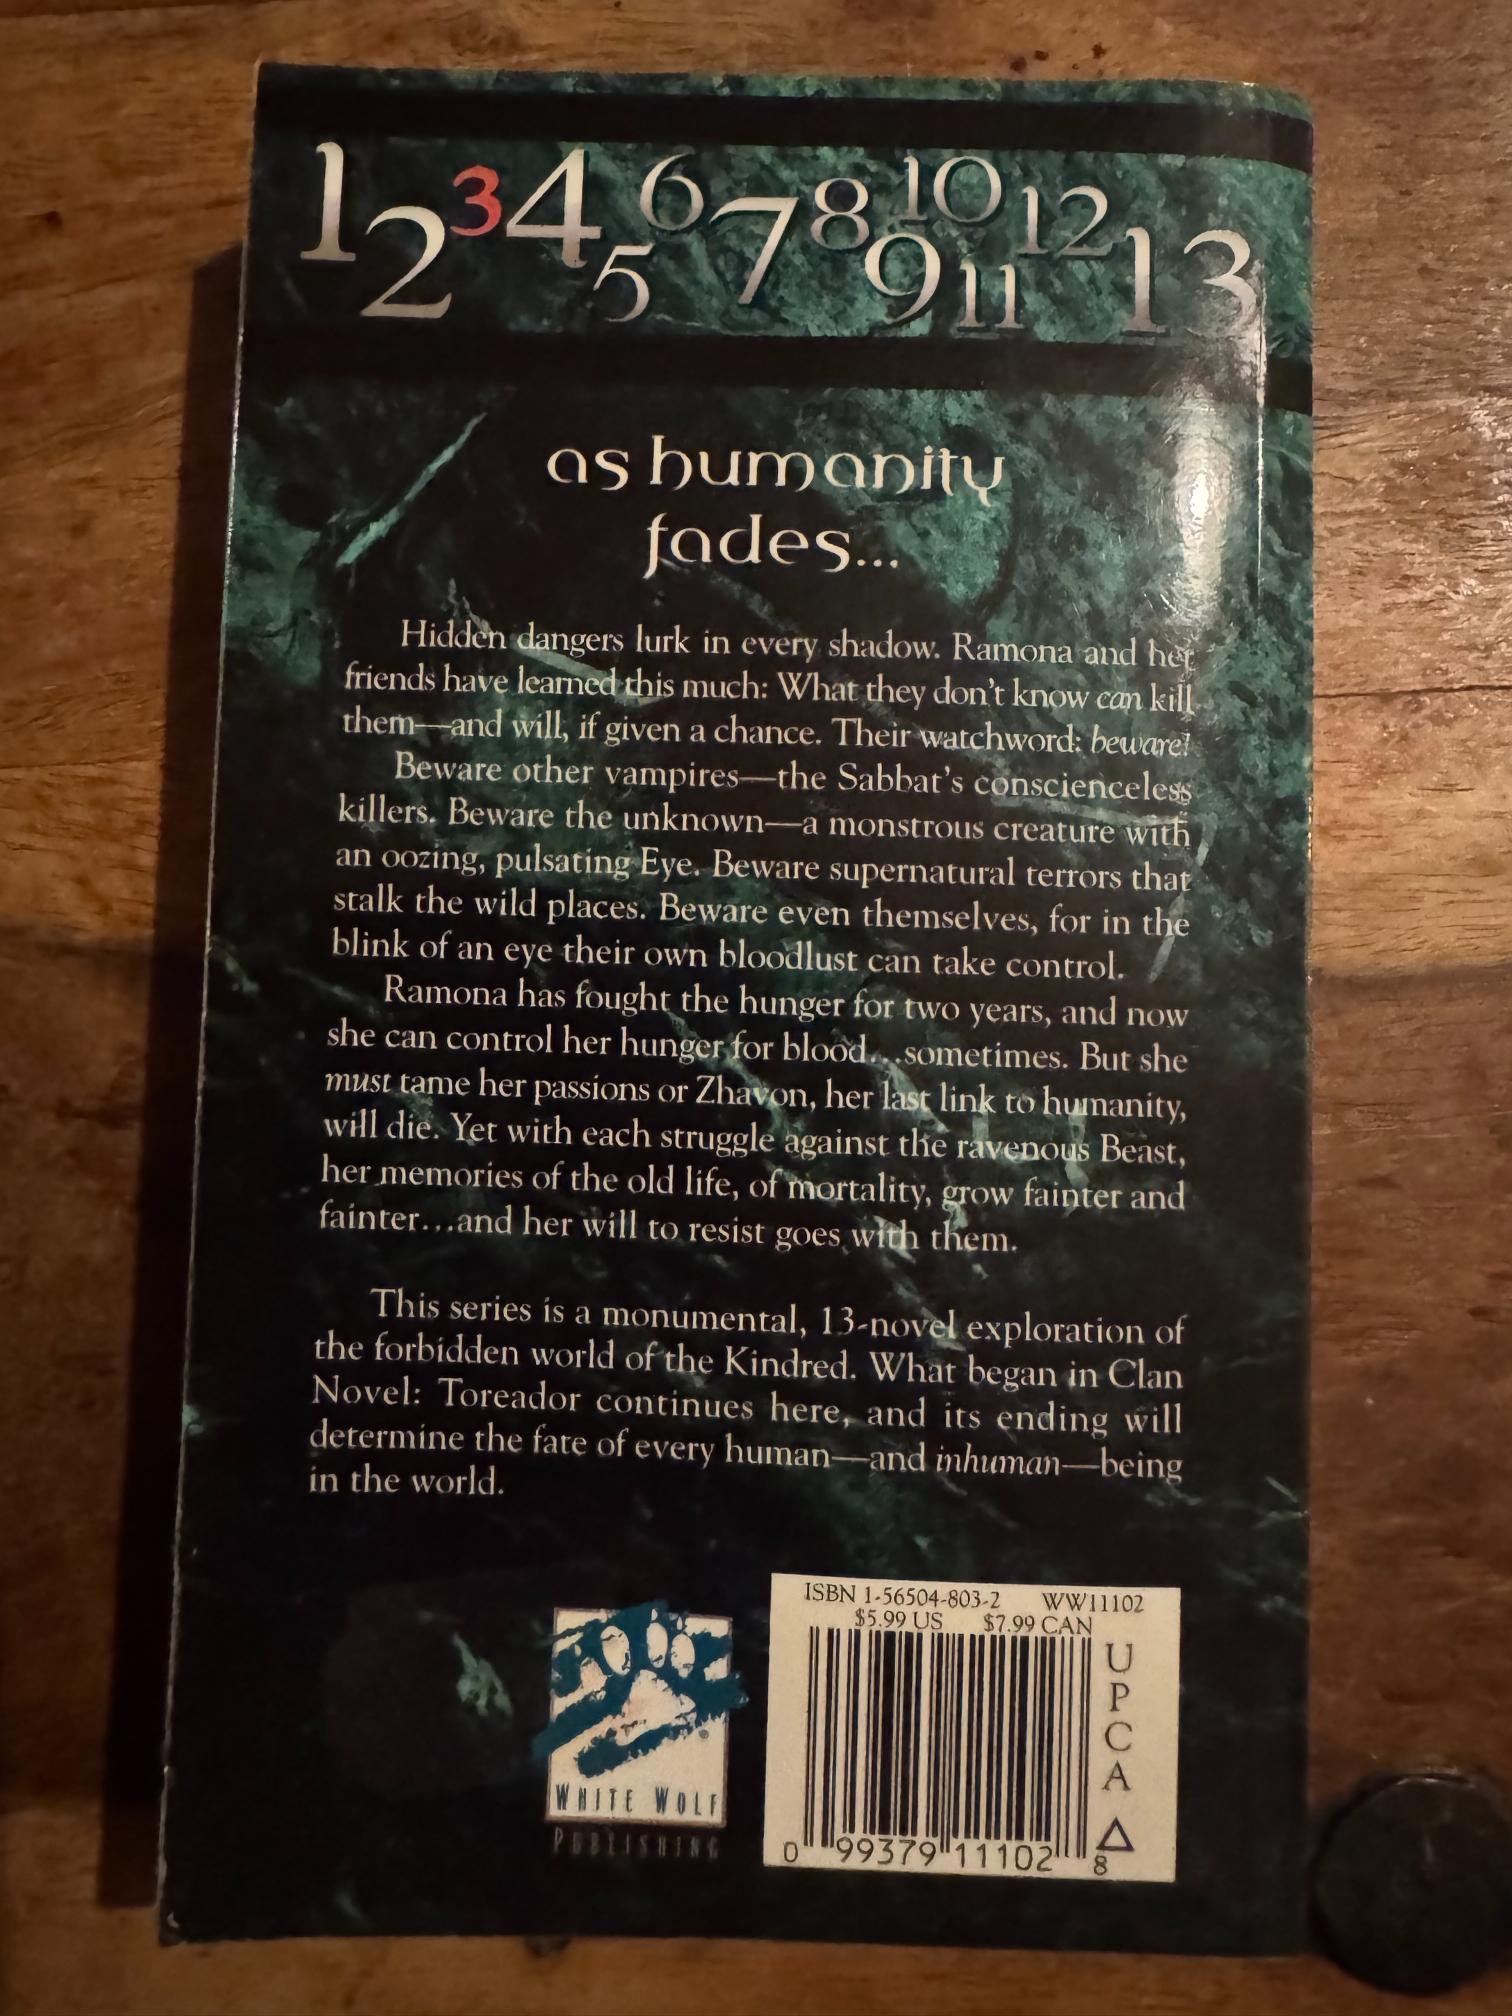 1 2 3 4 5 6 7 8 9 10 11 12 13
as humanity
fades...
Hidden dangers lurk in every shadow. Ramona and her
friends have learned this much: What they don't know can kill
them—and will, if given a chance. Their watchword: beware!
Beware other vampires—the Sabbat's conscienceless
killers. Beware the unknown—a monstrous creature with
an oozing, pulsating Eye. Beware supernatural terrors that
stalk the wild places. Beware even themselves, for in the
blink of an eye their own bloodlust can take control.
Ramona has fought the hunger for two years, and now
she can control her hunger for blood...sometimes. But she
must tame her passions or Zhavon, her last link to humanity,
will die. Yet with each struggle against the ravenous Beast,
her memories of the old life, of mortality, grow fainter and
fainter...and her will to resist goes with them.
This series is a monumental, 13-novel exploration of
the forbidden world of the Kindred. What began in Clan
Novel: Toreador continues here, and its ending will
determine the fate of every human—and inhuman—being
in the world.
WHITE WOLF
PUBLISHING
ISBN 1-56504-803-2 WW11102
$5.99 US $7.99 CAN
UPCA
0 99379 11102 8